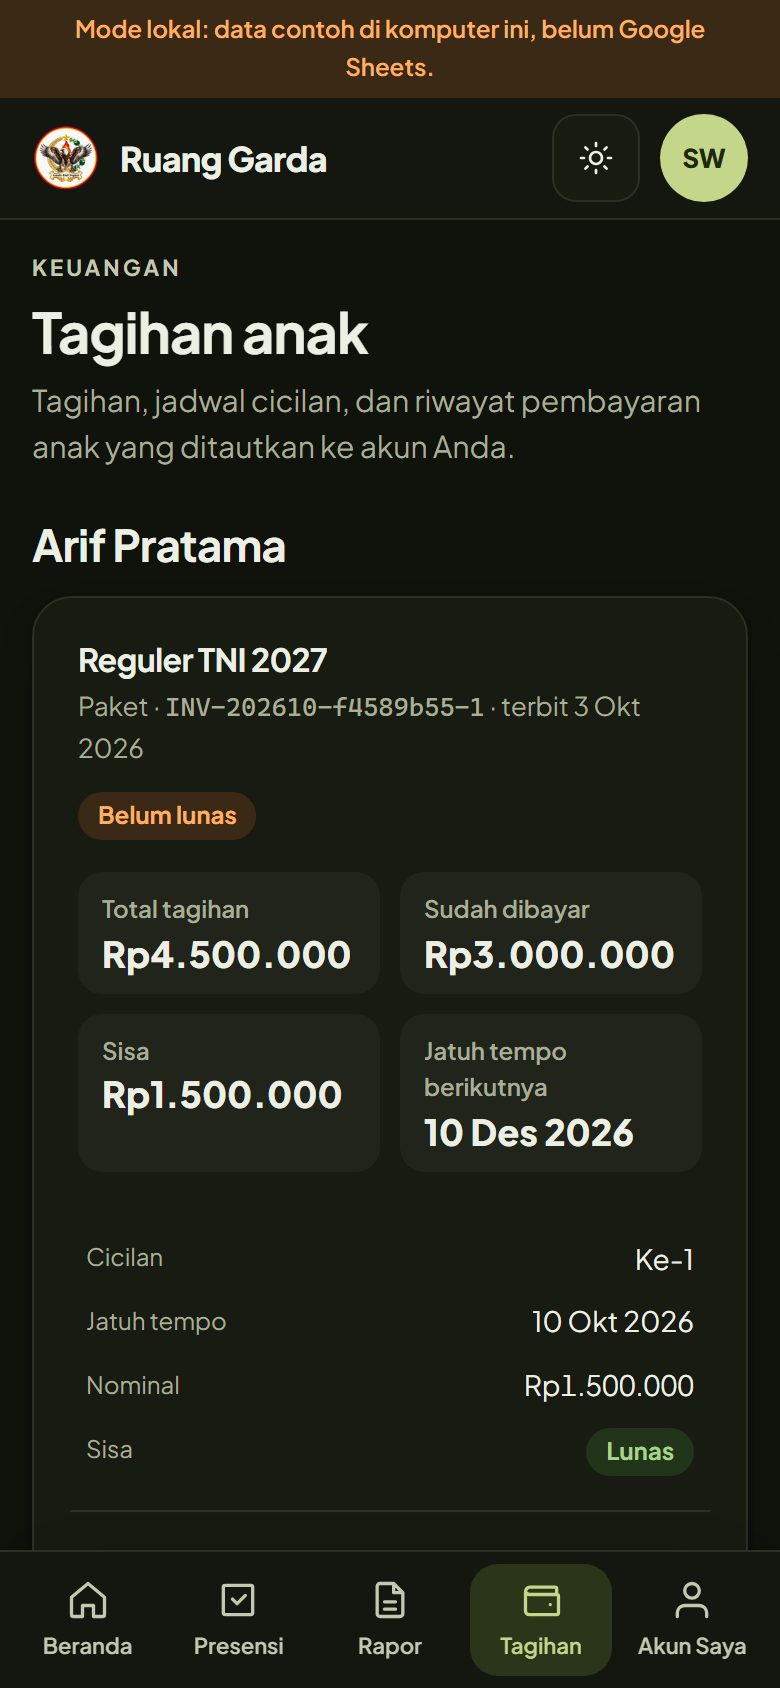 Mode lokal: data contoh di komputer ini, belum Google
Sheets.
Ruang Garda
SW
KEUANGAN
Tagihan anak
Tagihan, jadwal cicilan, dan riwayat pembayaran
anak yang ditautkan ke akun Anda.
Arif Pratama
Reguler TNI 2027
Paket · INV-202610-f4589b55-1 · terbit 3 Okt
2026
Belum lunas
Total tagihan
Rp4.500.000
Sudah dibayar
Rp3.000.000
Sisa
Rp1.500.000
Jatuh tempo
berikutnya
10 Des 2026
Cicilan Ke-1
Jatuh tempo 10 Okt 2026
Nominal Rp1.500.000
Sisa Lunas
Beranda
Presensi
Rapor
Tagihan
Akun Saya